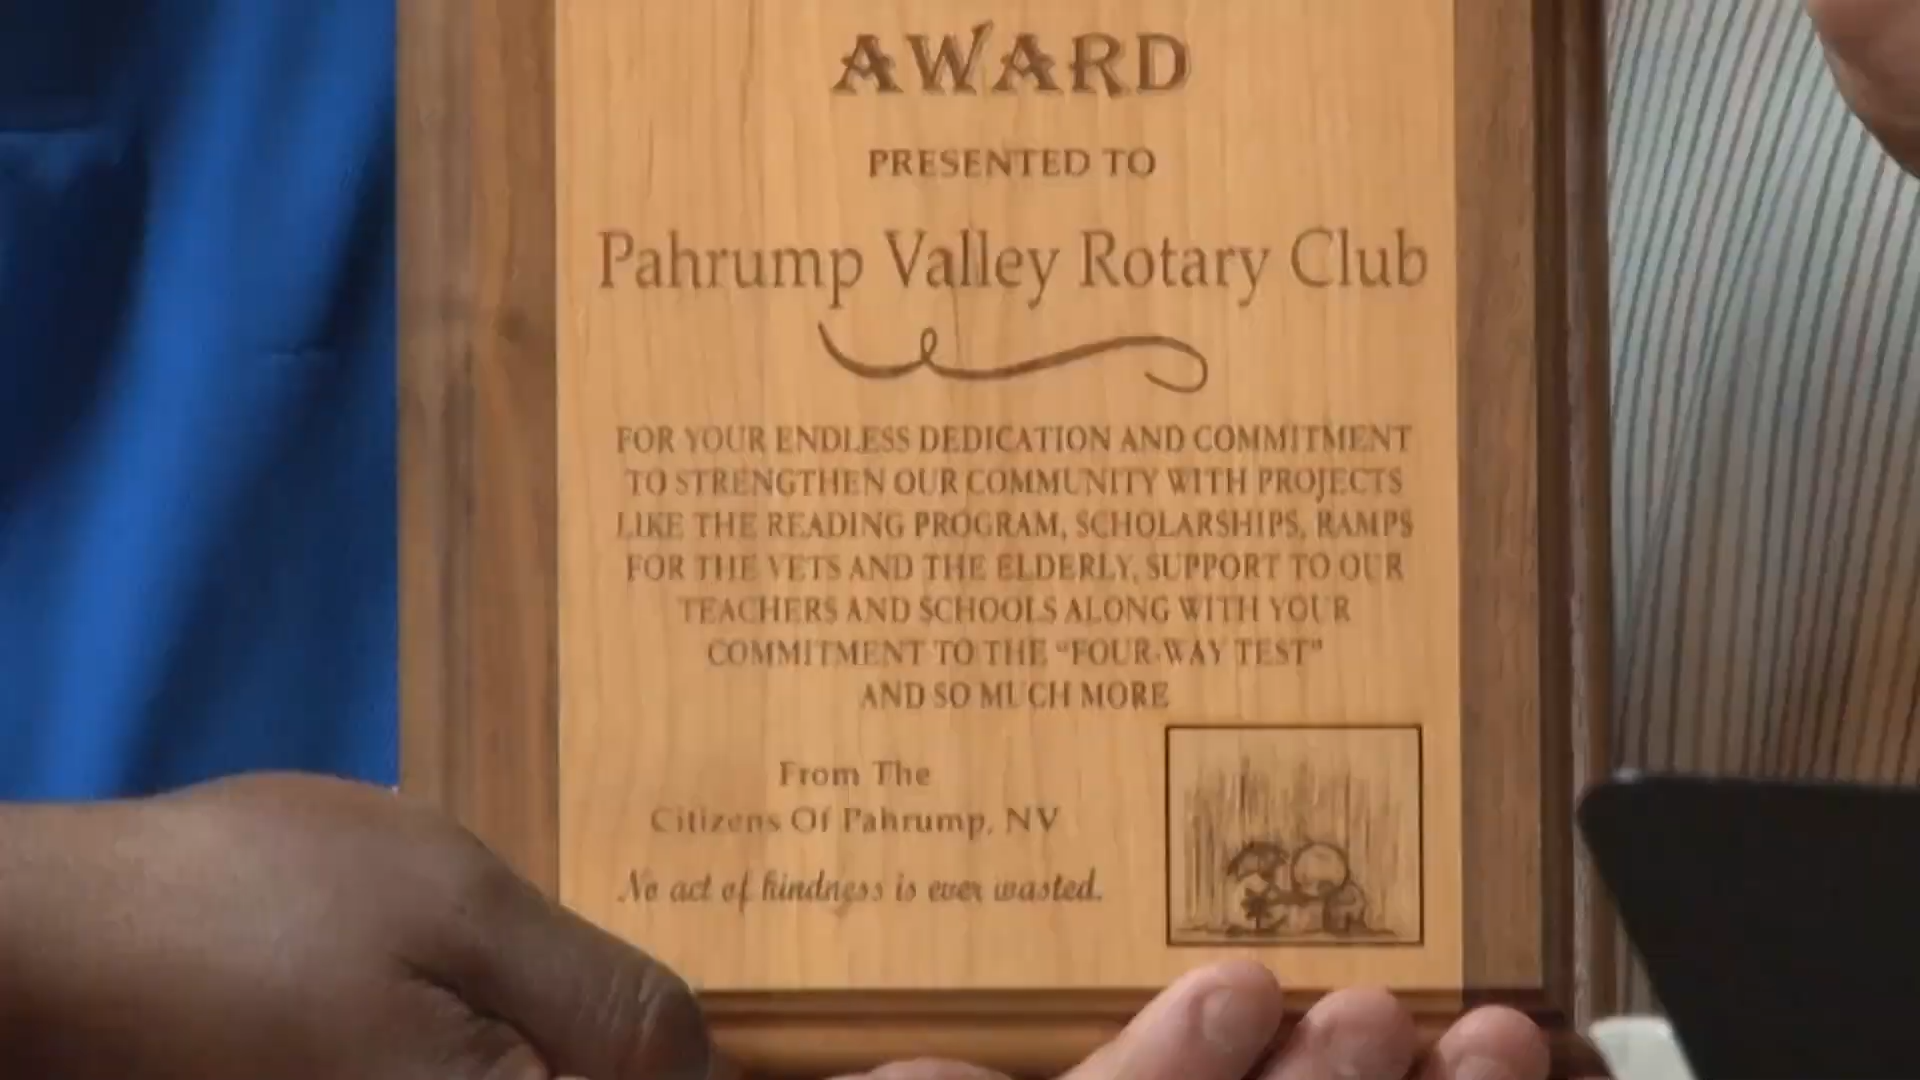 AWARD
PRESENTED TO
Pahrump Valley Rotary Club
FOR YOUR ENDLESS DEDICATION AND COMMITMENT
TO STRENGTHEN OUR COMMUNITY WITH PROJECTS
LIKE THE READING PROGRAM, SCHOLARSHIPS, RAMPS
FOR THE VETS AND THE ELDERLY, SUPPORT TO OUR
TEACHERS AND SCHOOLS ALONG WITH YOUR
COMMITMENT TO THE “FOUR-WAY TEST”
AND SO MUCH MORE
From The
Citizens Of Pahrump, NV
No act of kindness is ever wasted.